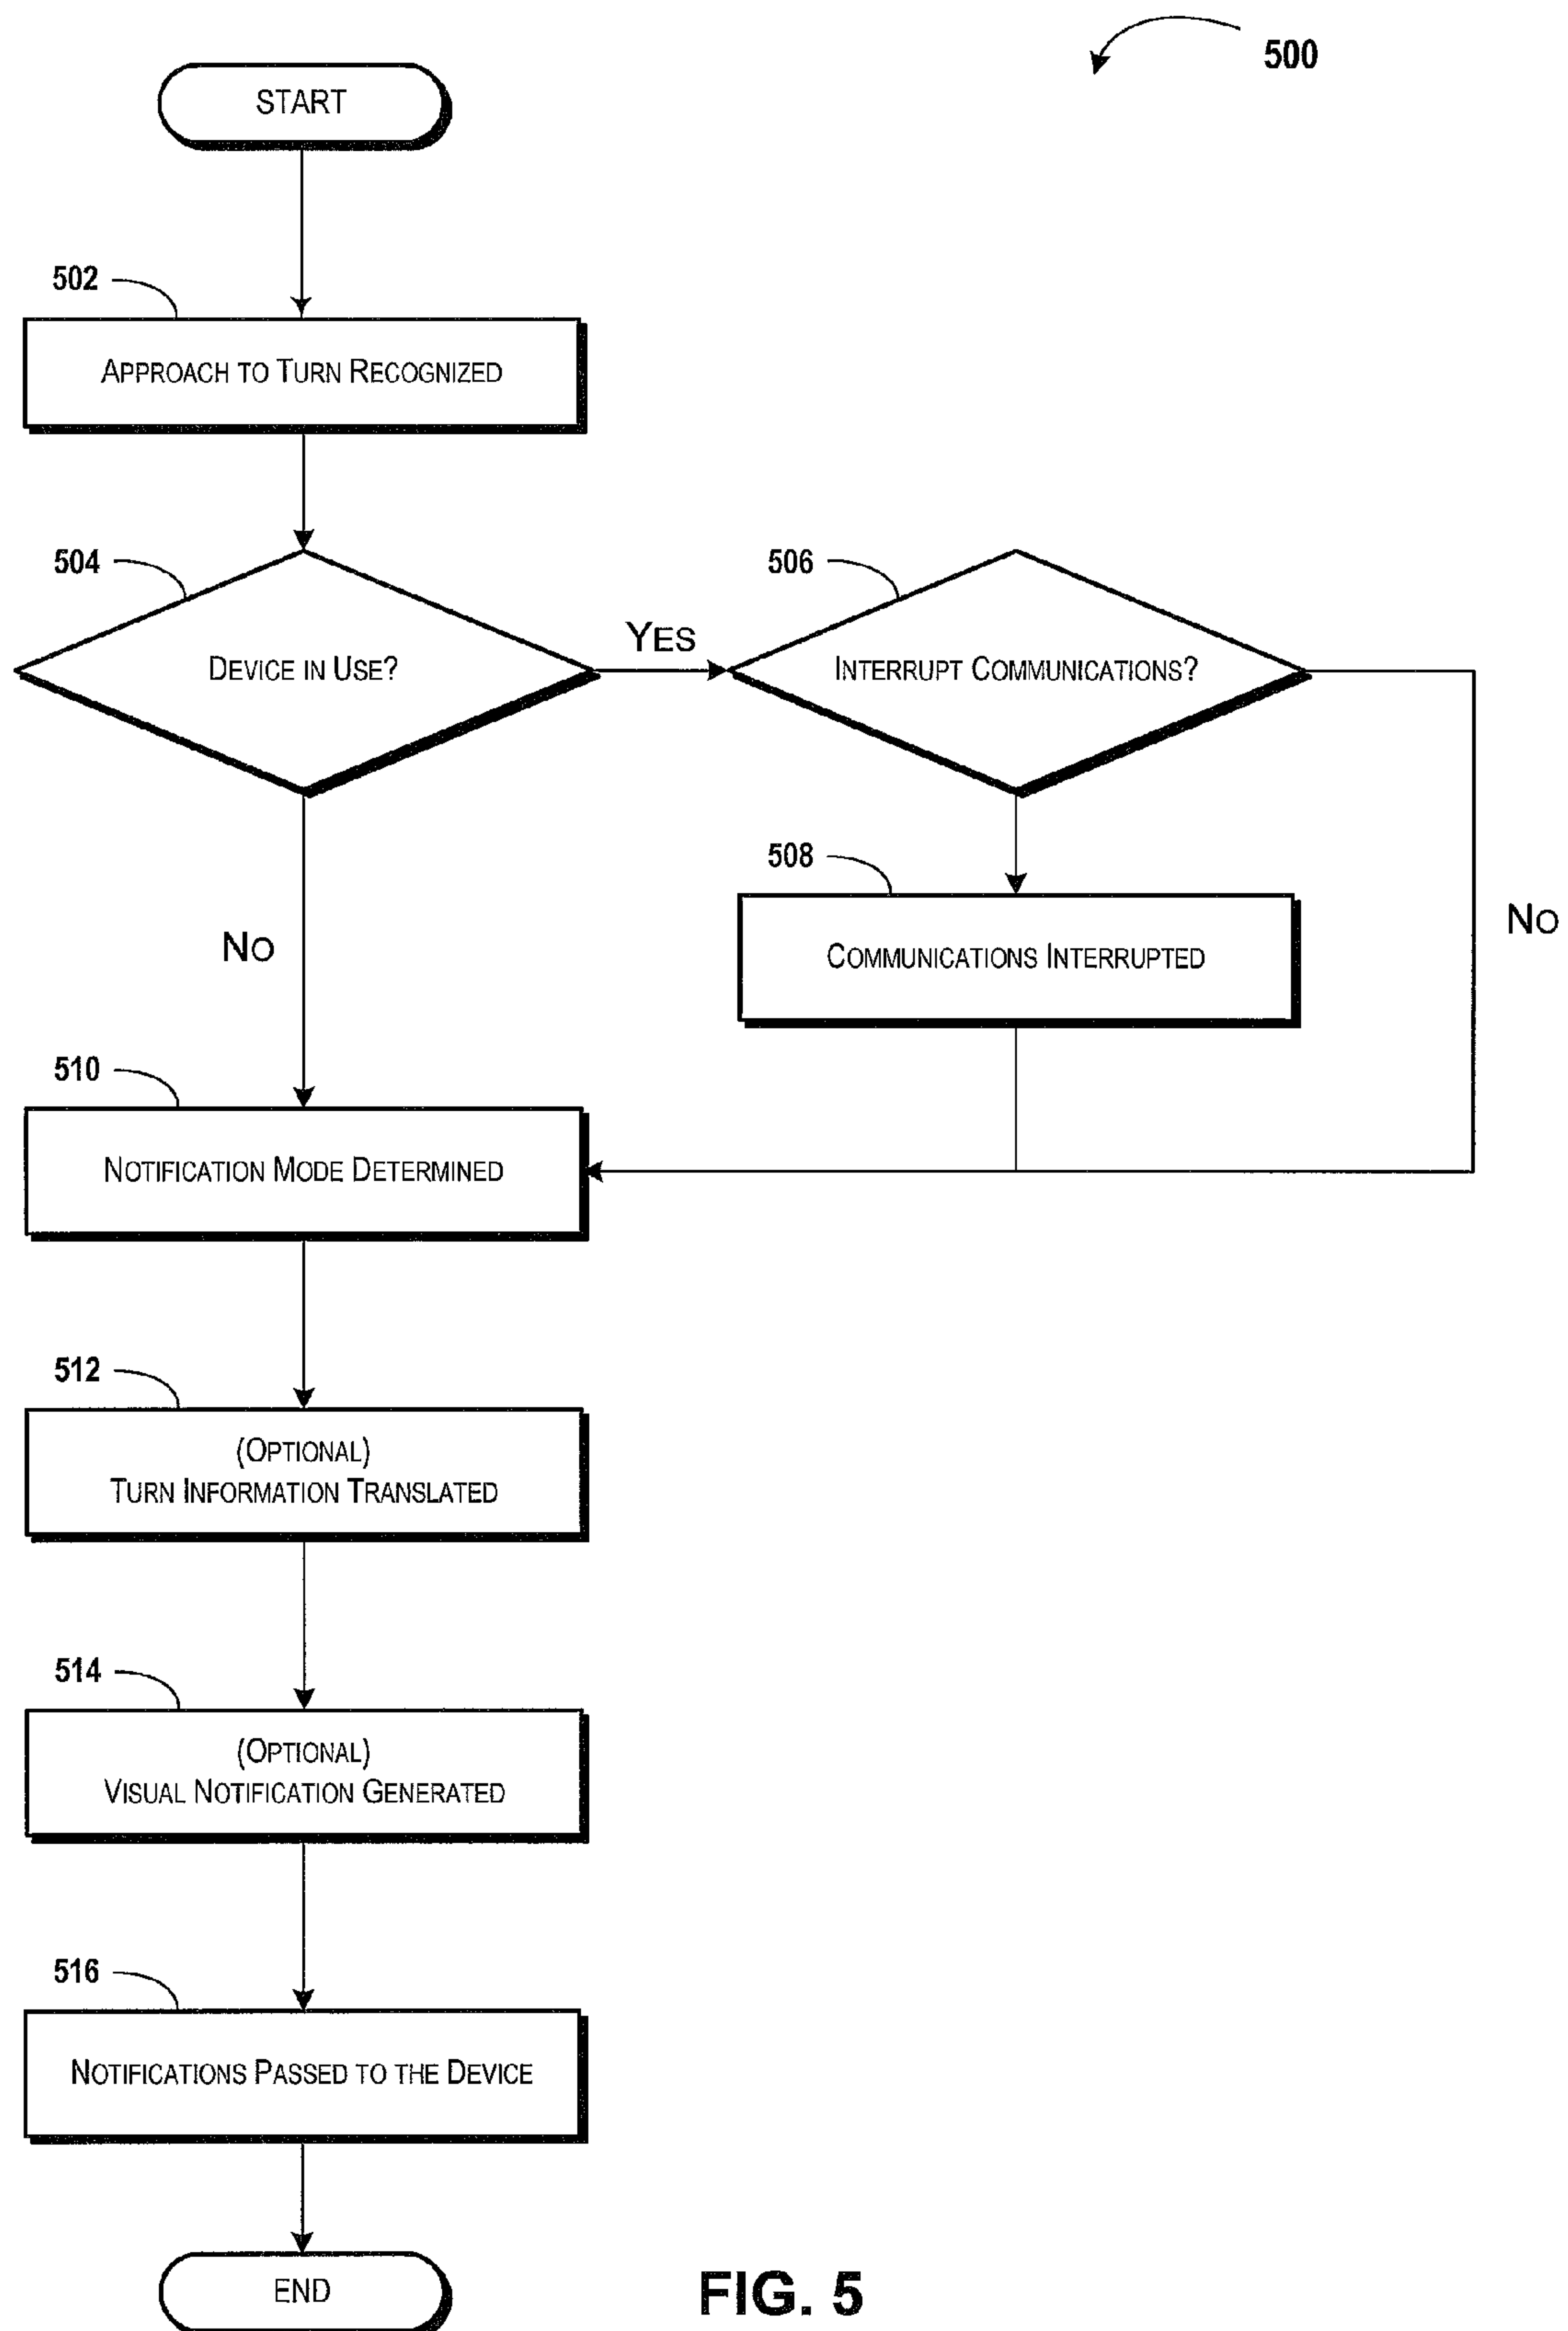 500
START
502
APPROACH TO TURN RECOGNIZED
504
DEVICE IN USE?
YES
506
INTERRUPT COMMUNICATIONS?
508
COMMUNICATIONS INTERRUPTED
NO
NO
510
NOTIFICATION MODE DETERMINED
512
(OPTIONAL)
TURN INFORMATION TRANSLATED
514
(OPTIONAL)
VISUAL NOTIFICATION GENERATED
516
NOTIFICATIONS PASSED TO THE DEVICE
END
FIG. 5